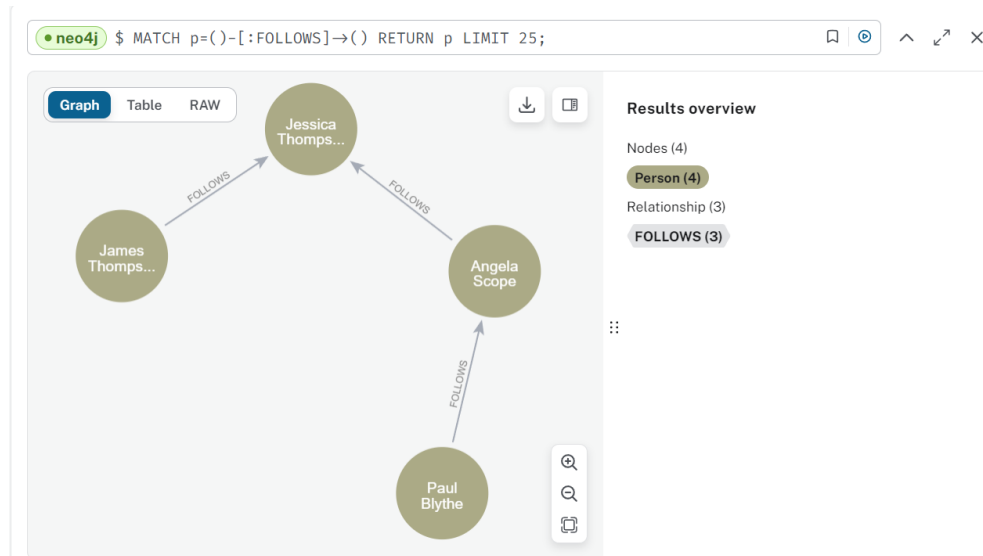 neo4j $ MATCH p=()-[:FOLLOWS]→() RETURN p LIMIT 25;
Graph Table RAW
Jessica
Thomps...
FOLLOWS
FOLLOWS
James
Thomps...
Angela
Scope
FOLLOWS
Paul
Blythe
Results overview
Nodes (4)
Person (4)
Relationship (3)
FOLLOWS (3)